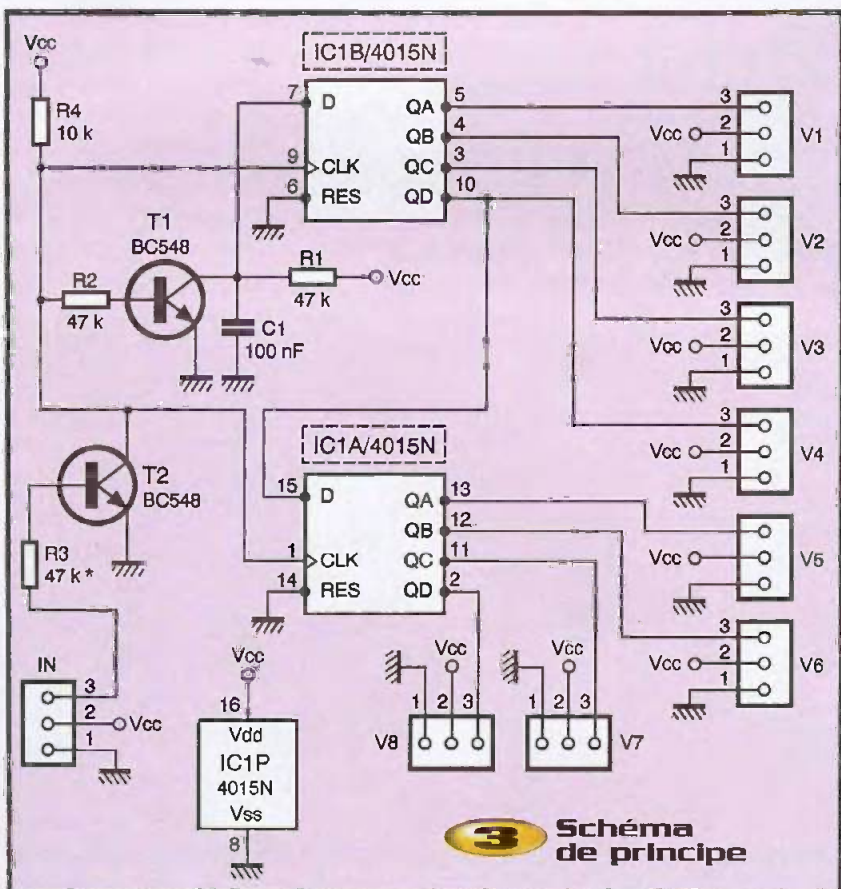 Vcc
IC1B/4015N
R4
10 k
7
D
QA
5
QB
4
9
CLK
QC
3
6
RES
QD
10
3
Vcc
2
1
V1
3
Vcc
2
1
V2
T1
BC548
R2
47 k
R1
47 k
Vcc
C1
100 nF
3
Vcc
2
1
V3
3
Vcc
2
1
V4
T2
BC548
IC1A/4015N
15
D
QA
13
QB
12
1
CLK
QC
11
14
RES
QD
2
Vcc
V5
R3
47 k*
IN
3
2
Vcc
1
3
Vcc
2
1
V6
Vcc
16
Vdd
IC1P
4015N
Vss
8
Vcc
1
2
3
V8
Vcc
1
2
3
V7
3
Schéma
de principe